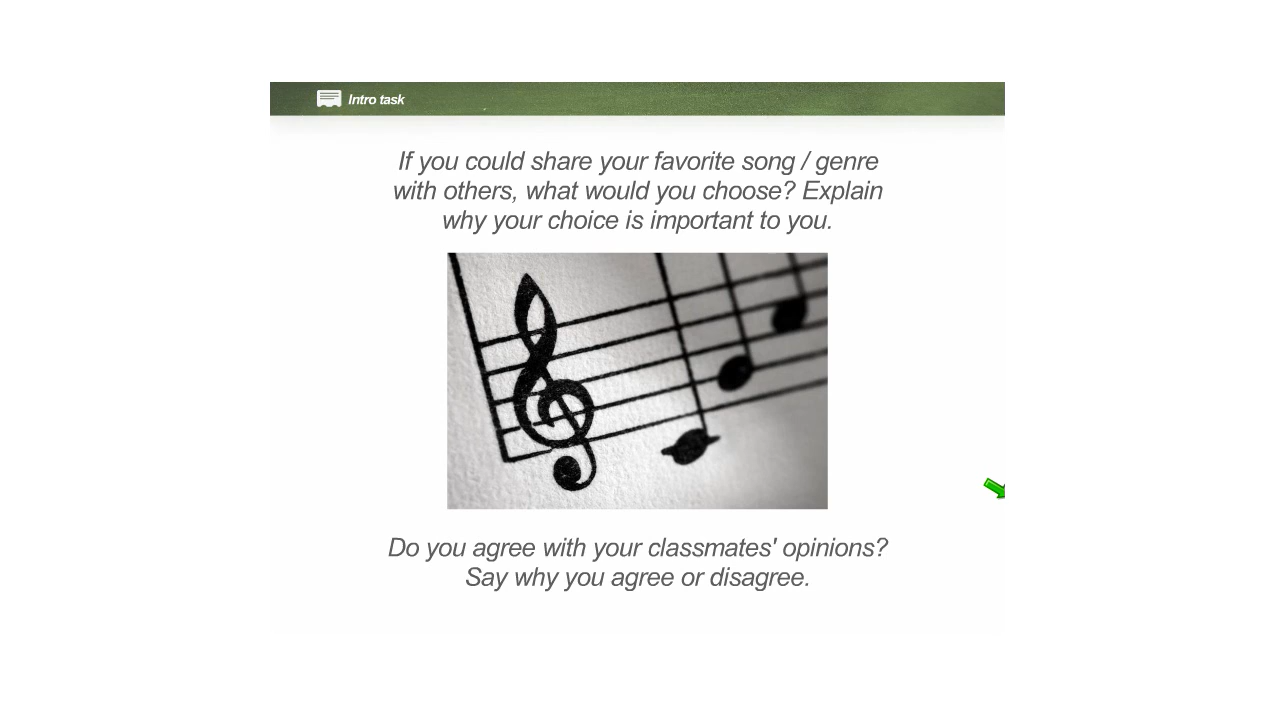 Intro task
If you could share your favorite song / genre
with others, what would you choose? Explain
why your choice is important to you.
Do you agree with your classmates' opinions?
Say why you agree or disagree.